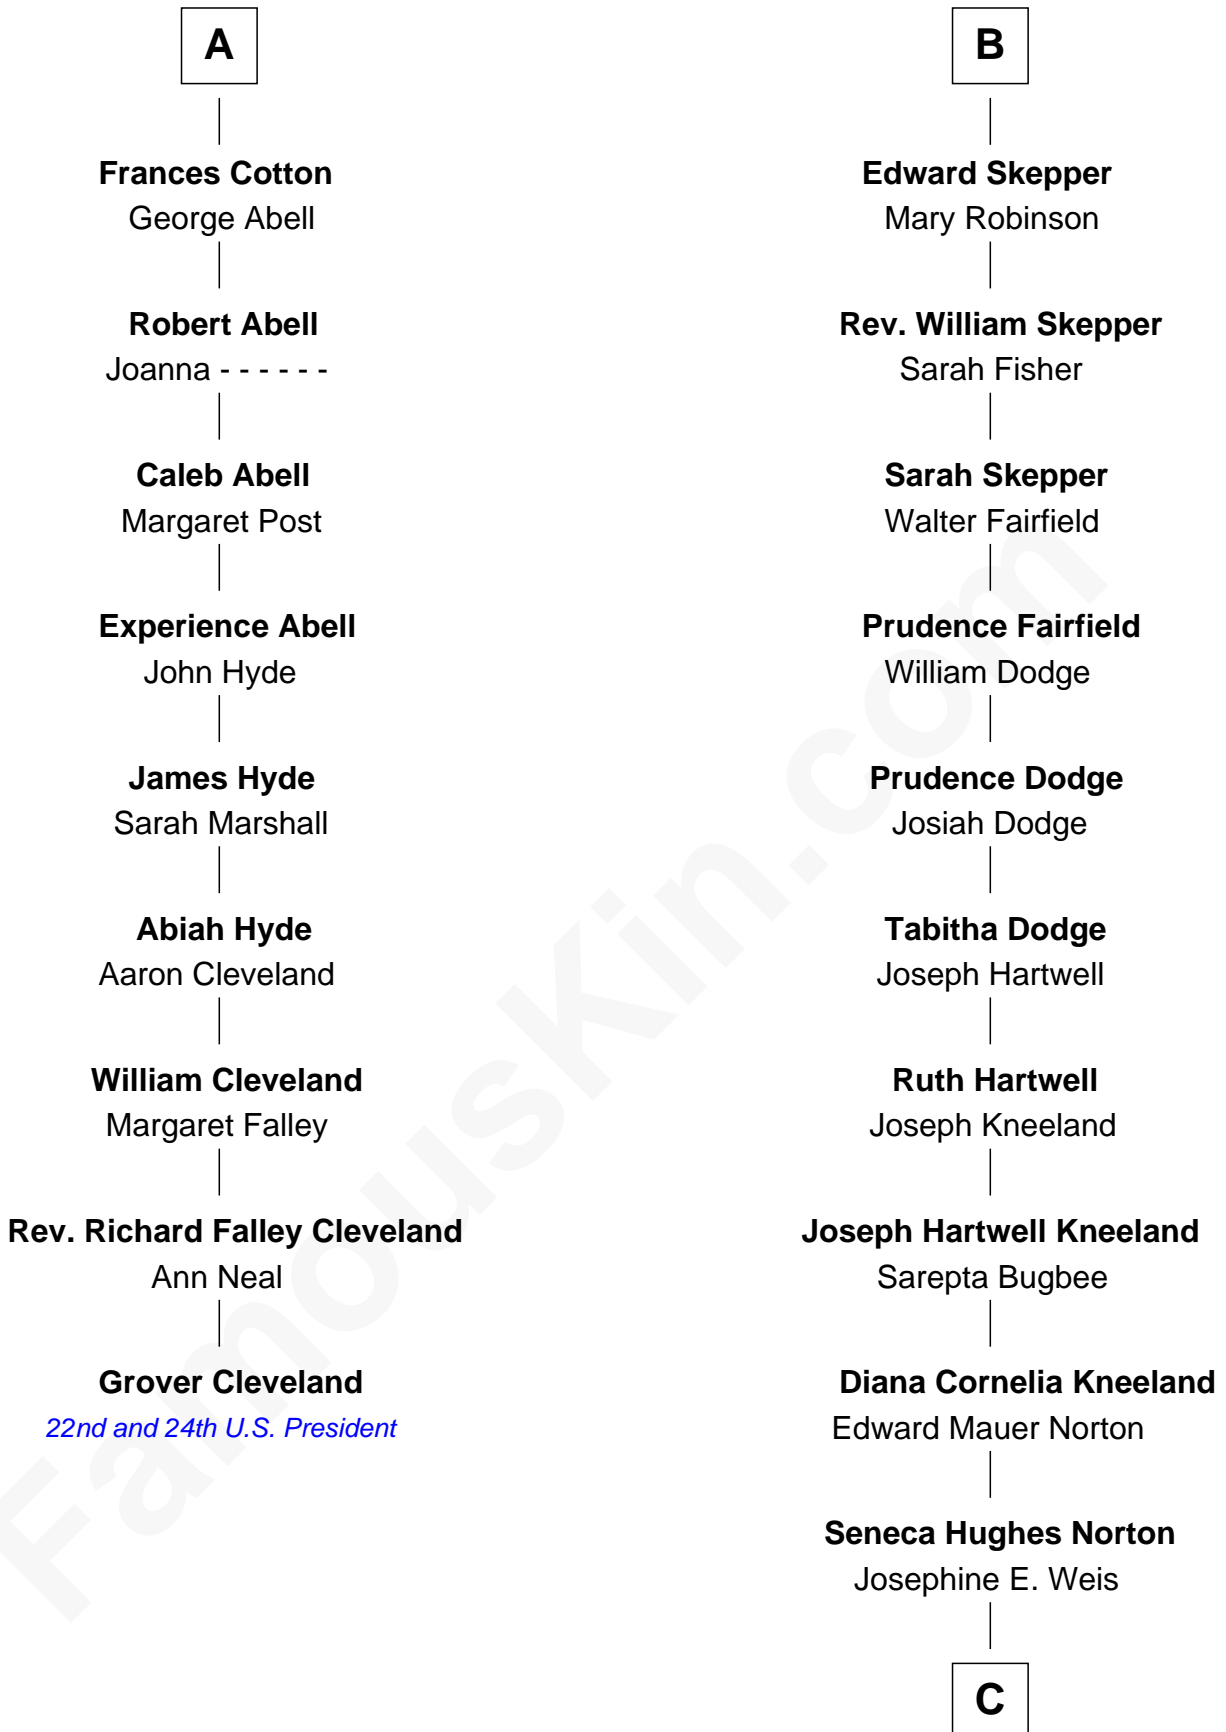 A
Frances Cotton
George Abell
Robert Abell
Joanna - - - - - -
Caleb Abell
Margaret Post
Experience Abell
John Hyde
James Hyde
Sarah Marshall
Abiah Hyde
Aaron Cleveland
William Cleveland
Margaret Falley
Rev. Richard Falley Cleveland
Ann Neal
Grover Cleveland
22nd and 24th U.S. President
B
Edward Skepper
Mary Robinson
Rev. William Skepper
Sarah Fisher
Sarah Skepper
Walter Fairfield
Prudence Fairfield
William Dodge
Prudence Dodge
Josiah Dodge
Tabitha Dodge
Joseph Hartwell
Ruth Hartwell
Joseph Kneeland
Joseph Hartwell Kneeland
Sarepta Bugbee
Diana Cornelia Kneeland
Edward Mauer Norton
Seneca Hughes Norton
Josephine E. Weis
C
FamousKin.com